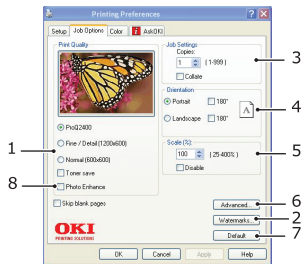 Printing Preferences
Setup Job Options Color AskOKI
Print Quality
ProQ2400
Fine / Detail (1200x600)
Normal (600x600)
Toner save
Photo Enhance
Skip blank pages
OKI
PRINTING SOLUTIONS
Job Settings
Copies:
1 (1-999)
Collate
Orientation
Portrait 180°
Landscape 180°
A
Scale (%):
100 (25-400%)
Disable
Advanced...
Watermarks...
Default
OK Cancel Apply Help
1
8
3
4
5
6
2
7